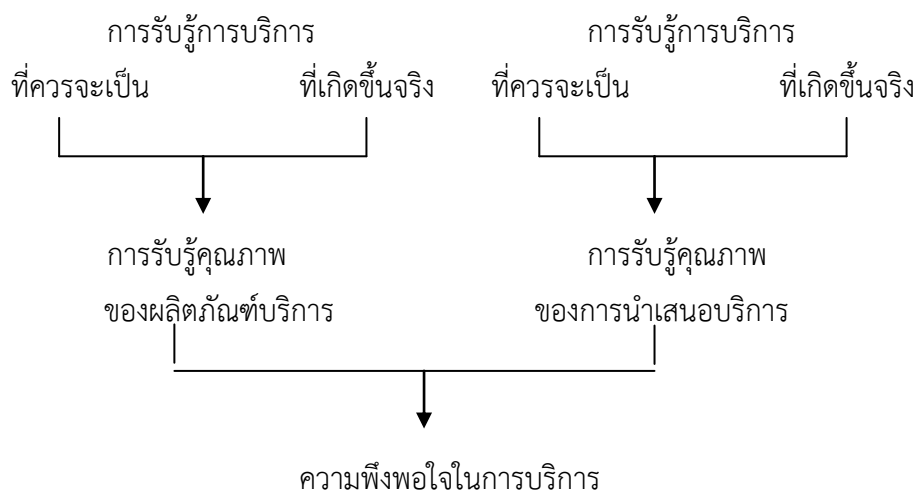 การรับรู้การบริการ การรับรู้การบริการ
ที่ควรจะเป็น ที่เกิดขึ้นจริง ที่ควรจะเป็น ที่เกิดขึ้นจริง
การรับรู้คุณภาพ การรับรู้คุณภาพ
ของผลิตภัณฑ์บริการ ของการนำเสนอบริการ
ความพึงพอใจในการบริการ